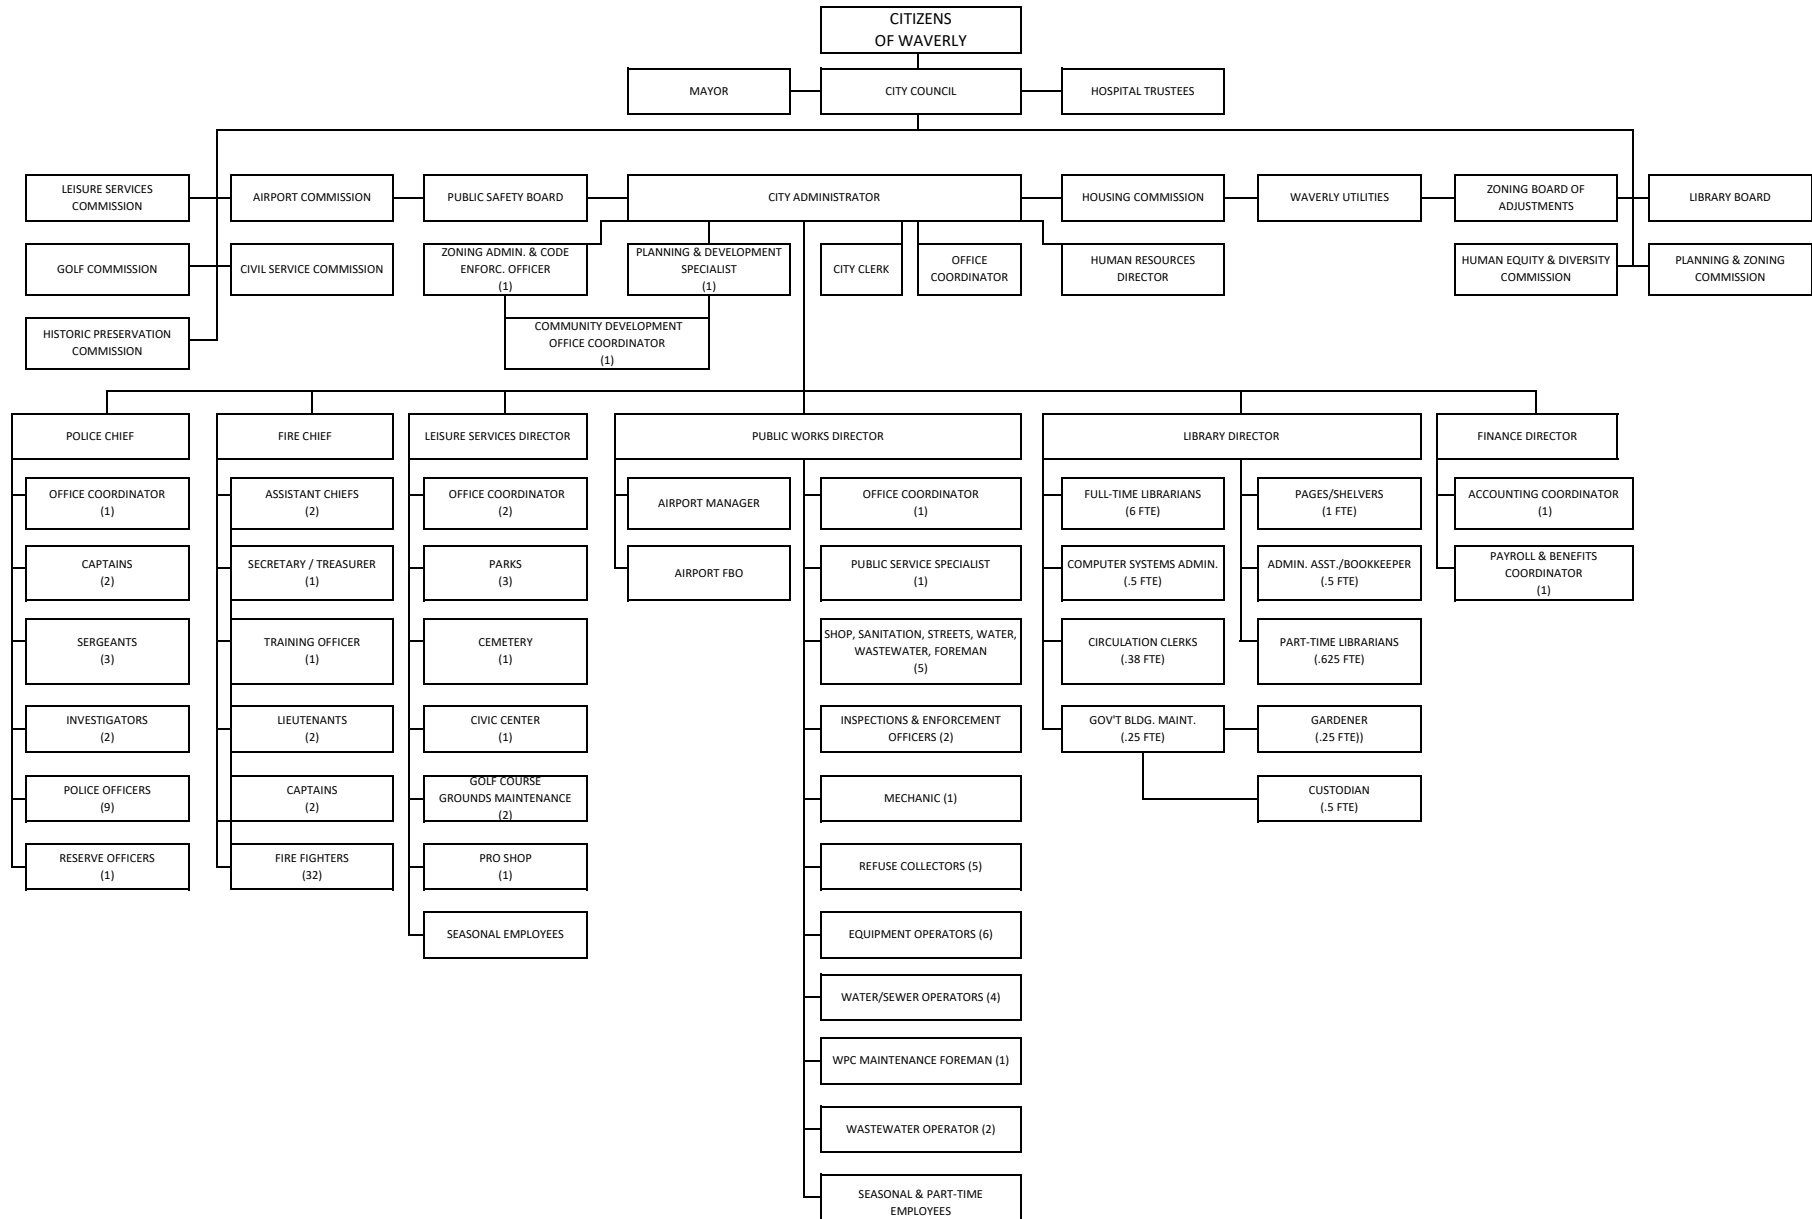 CITIZENS
OF WAVERLY
MAYOR
CITY COUNCIL
HOSPITAL TRUSTEES
LEISURE SERVICES
COMMISSION
AIRPORT COMMISSION
PUBLIC SAFETY BOARD
CITY ADMINISTRATOR
HOUSING COMMISSION
WAVERLY UTILITIES
ZONING BOARD OF
ADJUSTMENTS
LIBRARY BOARD
GOLF COMMISSION
CIVIL SERVICE COMMISSION
ZONING ADMIN. & CODE
ENFORC. OFFICER
(1)
PLANNING & DEVELOPMENT
SPECIALIST
(1)
CITY CLERK
OFFICE
COORDINATOR
HUMAN RESOURCES
DIRECTOR
HUMAN EQUITY & DIVERSITY
COMMISSION
PLANNING & ZONING
COMMISSION
HISTORIC PRESERVATION
COMMISSION
COMMUNITY DEVELOPMENT
OFFICE COORDINATOR
(1)
POLICE CHIEF
OFFICE COORDINATOR
(1)
CAPTAINS
(2)
SERGEANTS
(3)
INVESTIGATORS
(2)
POLICE OFFICERS
(9)
RESERVE OFFICERS
(1)
FIRE CHIEF
ASSISTANT CHIEFS
(2)
SECRETARY / TREASURER
(1)
TRAINING OFFICER
(1)
LIEUTENANTS
(2)
CAPTAINS
(2)
FIRE FIGHTERS
(32)
LEISURE SERVICES DIRECTOR
OFFICE COORDINATOR
(2)
PARKS
(3)
CEMETERY
(1)
CIVIC CENTER
(1)
GOLF COURSE
GROUNDS MAINTENANCE
(2)
PRO SHOP
(1)
SEASONAL EMPLOYEES
PUBLIC WORKS DIRECTOR
AIRPORT MANAGER
AIRPORT FBO
OFFICE COORDINATOR
(1)
PUBLIC SERVICE SPECIALIST
(1)
SHOP, SANITATION, STREETS, WATER,
WASTEWATER, FOREMAN
(5)
INSPECTIONS & ENFORCEMENT
OFFICERS (2)
MECHANIC (1)
REFUSE COLLECTORS (5)
EQUIPMENT OPERATORS (6)
WATER/SEWER OPERATORS (4)
WPC MAINTENANCE FOREMAN (1)
WASTEWATER OPERATOR (2)
SEASONAL & PART-TIME
EMPLOYEES
LIBRARY DIRECTOR
FULL-TIME LIBRARIANS
(6 FTE)
COMPUTER SYSTEMS ADMIN.
(.5 FTE)
CIRCULATION CLERKS
(.38 FTE)
GOV'T BLDG. MAINT.
(.25 FTE)
PAGES/SHELVERS
(1 FTE)
ADMIN. ASST./BOOKKEEPER
(.5 FTE)
PART-TIME LIBRARIANS
(.625 FTE)
GARDENER
(.25 FTE))
CUSTODIAN
(.5 FTE)
FINANCE DIRECTOR
ACCOUNTING COORDINATOR
(1)
PAYROLL & BENEFITS
COORDINATOR
(1)